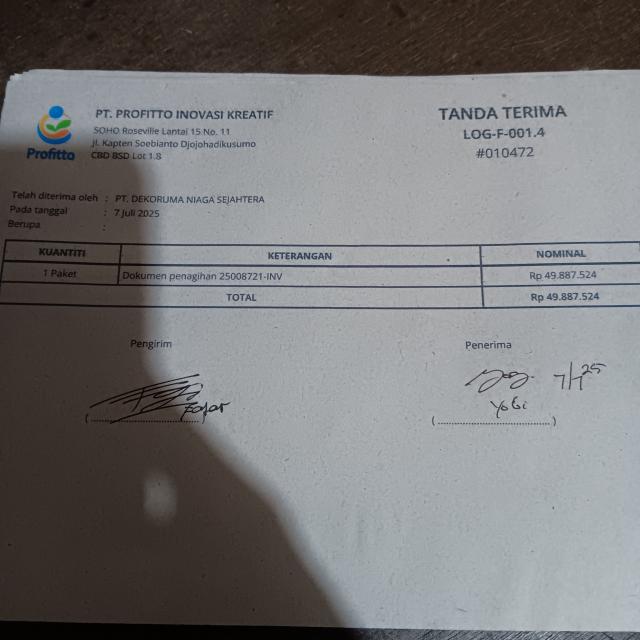 Profitto
PT. PROFITTO INOVASI KREATIF
SOHO Roseville Lantai 15 No. 11
Jl. Kapten Soebianto Djojohadikusumo
CBD BSD Lot 1.8
TANDA TERIMA
LOG-F-001.4
#010472
Telah diterima oleh : PT. DEKORUMA NIAGA SEJAHTERA
Pada tanggal : 7 Juli 2025
Berupa :
KUANTITI KETERANGAN NOMINAL
1 Paket Dokumen penagihan 25008721-INV Rp 49.887.524
TOTAL Rp 49.887.524
Pengirim Penerima
7/7 25
Fajar Yobi
(........................) (........................)